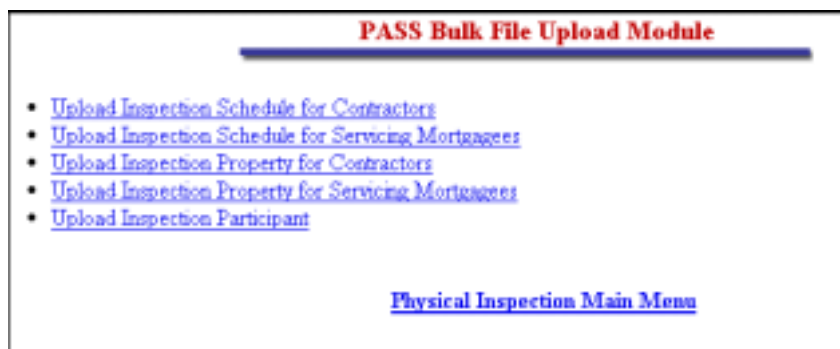 PASS Bulk File Upload Module
Upload Inspection Schedule for Contractors
Upload Inspection Schedule for Servicing Mortgagees
Upload Inspection Property for Contractors
Upload Inspection Property for Servicing Mortgagees
Upload Inspection Participant
Physical Inspection Main Menu